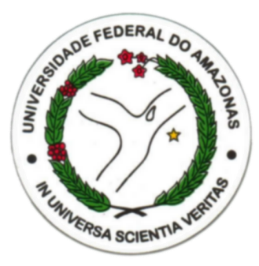 UNIVERSIDADE FEDERAL DO AMAZONAS
IN UNIVERSA SCIENTIA VERITAS